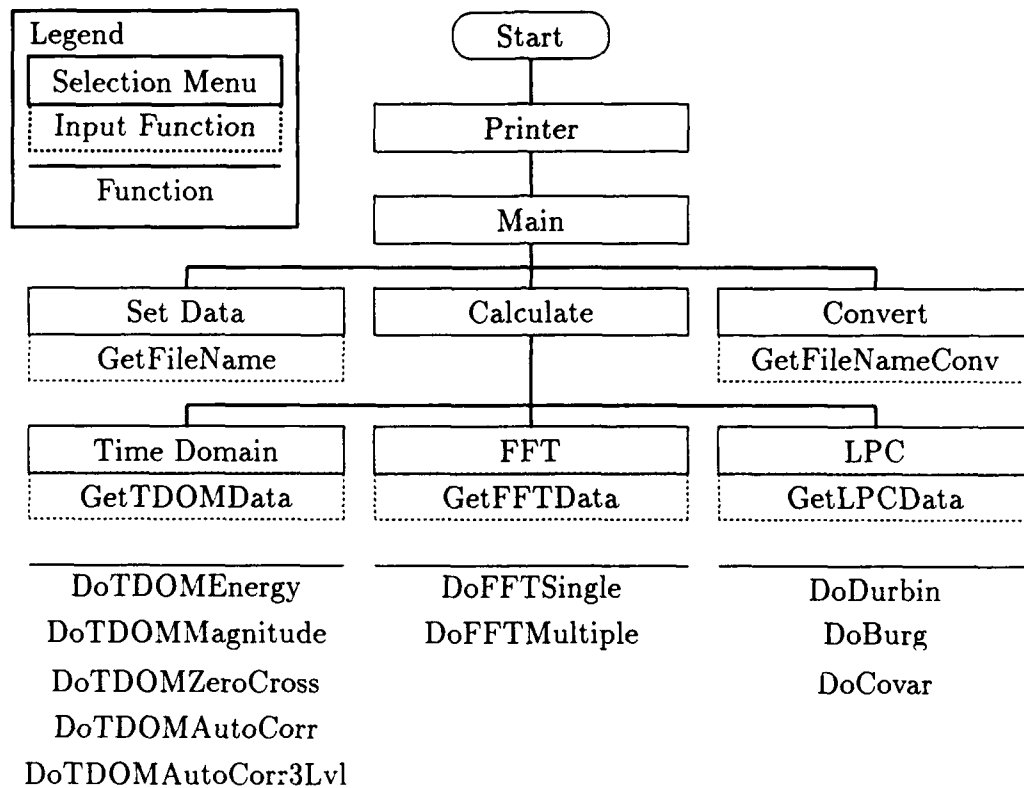 Legend
Selection Menu
Input Function
Function
Start
Printer
Main
Set Data
GetFileName
Calculate
Convert
GetFileNameConv
Time Domain
GetTDOMData
FFT
GetFFTData
LPC
GetLPCData
DoTDOMEnergy
DoTDOMMagnitude
DoTDOMZeroCross
DoTDOMAutoCorr
DoTDOMAutoCorr3Lvl
DoFFTSingle
DoFFTMultiple
DoDurbin
DoBurg
DoCovar